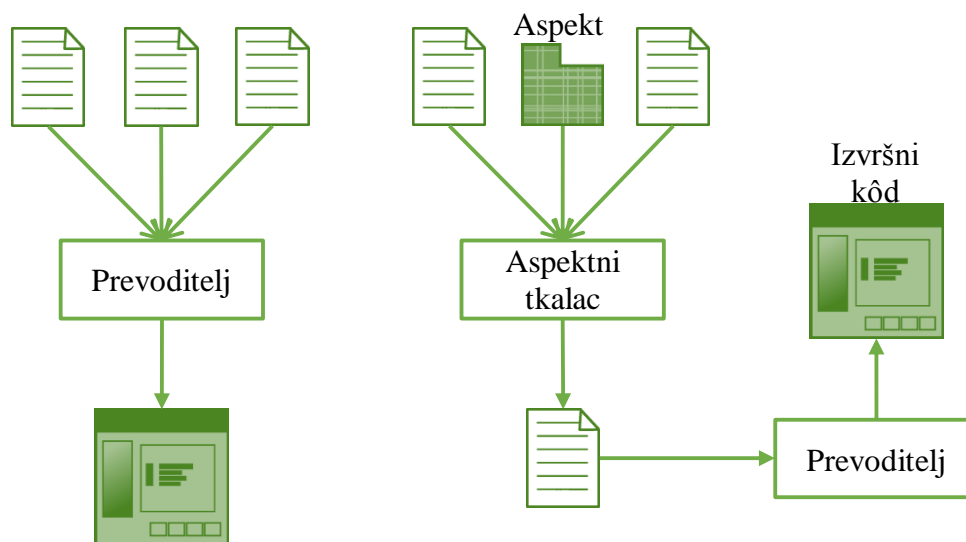 Aspekt
Izvršni
kôd
Prevoditelj
Aspektni
tkalac
Prevoditelj